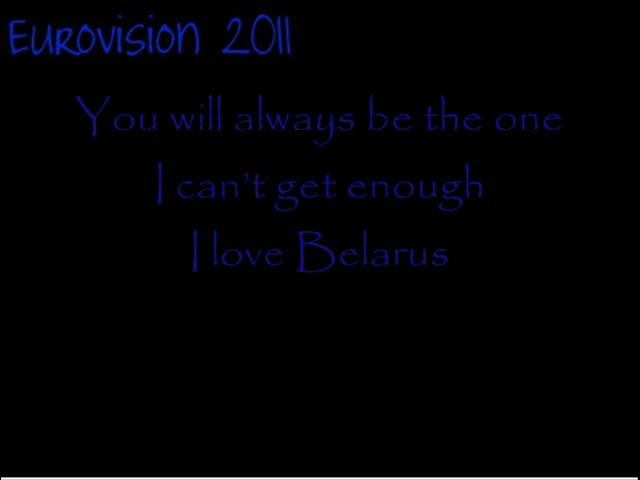 Eurovision 2011
You will always be the one
I can't get enough
I love Belarus